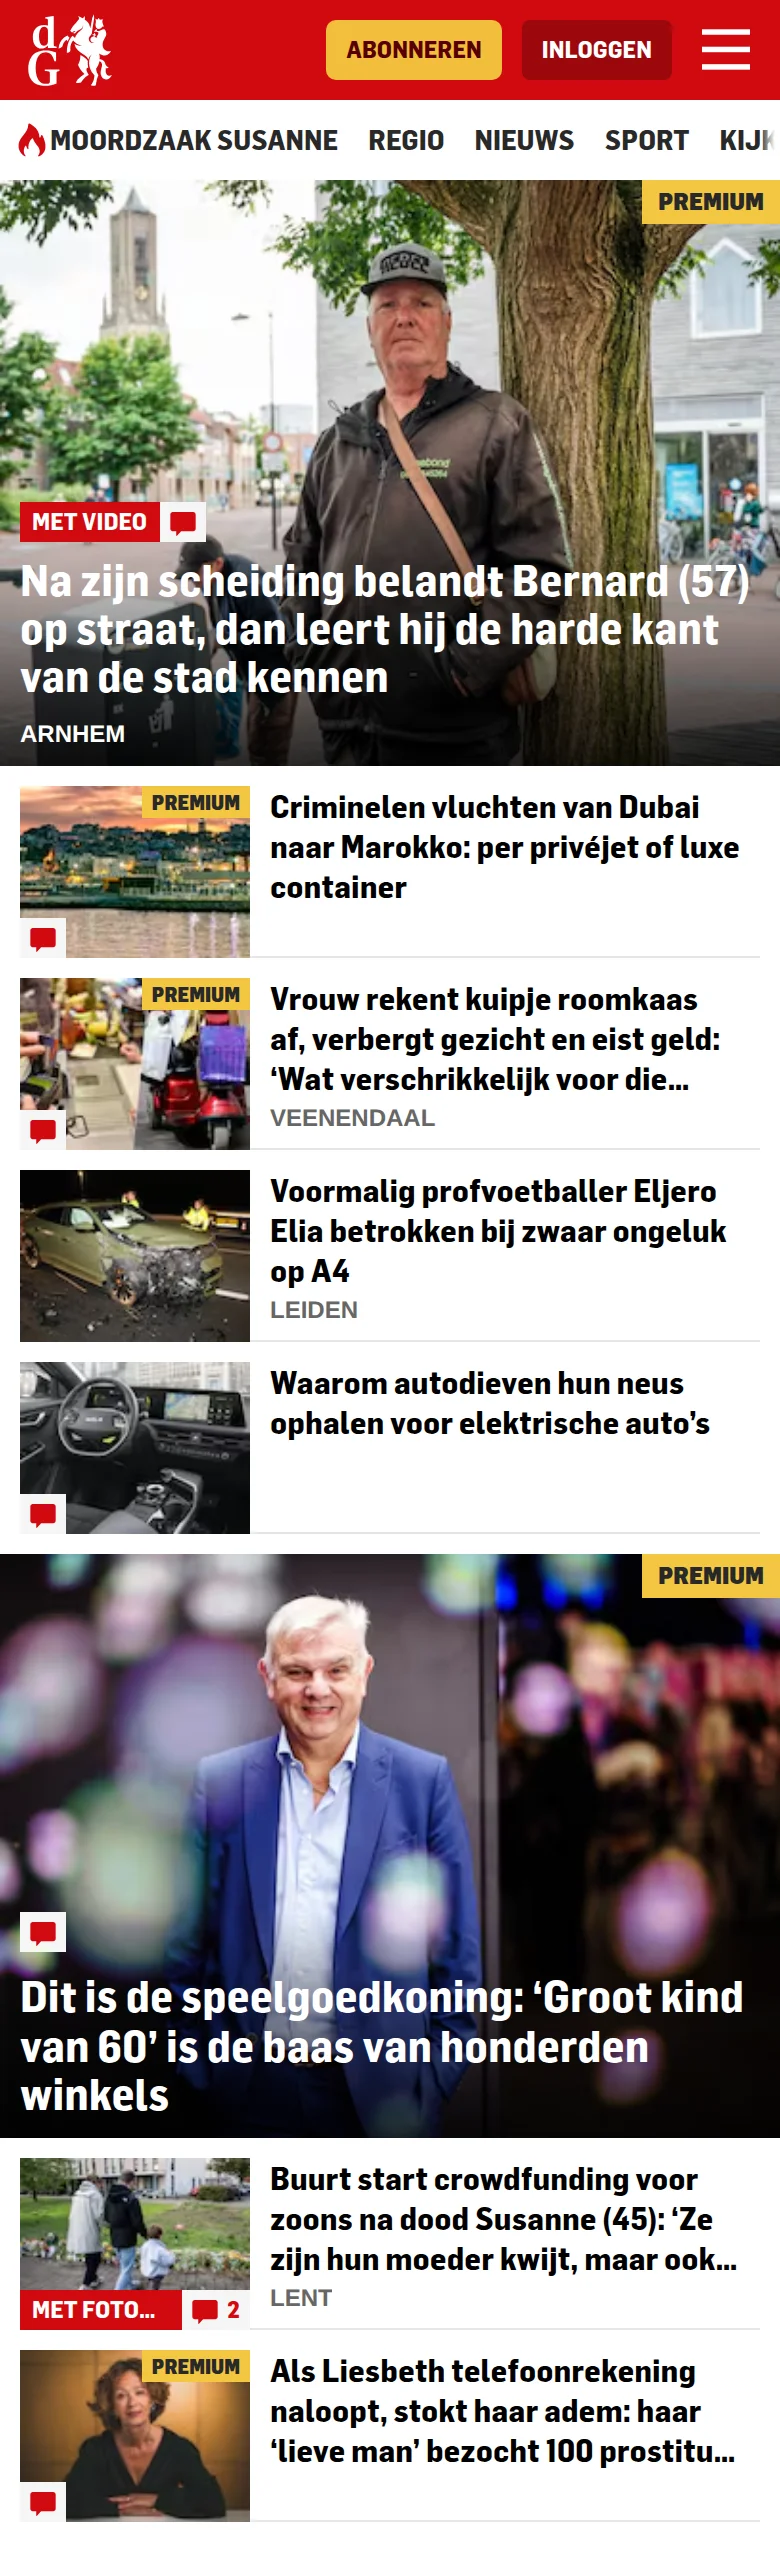 dG
ABONNEREN
INLOGGEN
MOORDZAAK SUSANNE
REGIO
NIEUWS
SPORT
KIJK
PREMIUM
REBEL
MET VIDEO
Na zijn scheiding belandt Bernard (57)
op straat, dan leert hij de harde kant
van de stad kennen
ARNHEM
PREMIUM
Criminelen vluchten van Dubai
naar Marokko: per privéjet of luxe
container
PREMIUM
Vrouw rekent kuipje roomkaas
af, verbergt gezicht en eist geld:
‘Wat verschrikkelijk voor die...
VEENENDAAL
Voormalig profvoetballer Eljero
Elia betrokken bij zwaar ongeluk
op A4
LEIDEN
Waarom autodieven hun neus
ophalen voor elektrische auto’s
PREMIUM
Dit is de speelgoedkoning: ‘Groot kind
van 60’ is de baas van honderden
winkels
Buurt start crowdfunding voor
zoons na dood Susanne (45): ‘Ze
zijn hun moeder kwijt, maar ook...
LENT
MET FOTO...
2
PREMIUM
Als Liesbeth telefoonrekening
naloopt, stokt haar adem: haar
‘lieve man’ bezocht 100 prostitu...